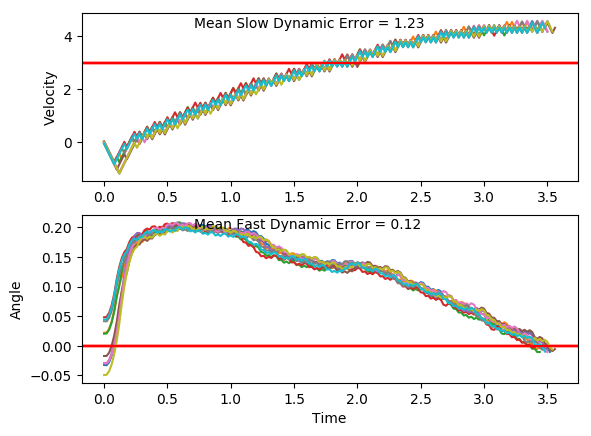 Mean Slow Dynamic Error = 1.23
4
2
0
Velocity
0.0 0.5 1.0 1.5 2.0 2.5 3.0 3.5
Mean Fast Dynamic Error = 0.12
0.20
0.15
0.10
0.05
0.00
−0.05
Angle
0.0 0.5 1.0 1.5 2.0 2.5 3.0 3.5
Time